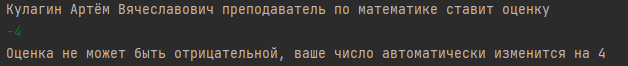 Кулагин Артём Вячеславович преподаватель по математике ставит оценку
-4
Оценка не может быть отрицательной, ваше число автоматически изменится на 4